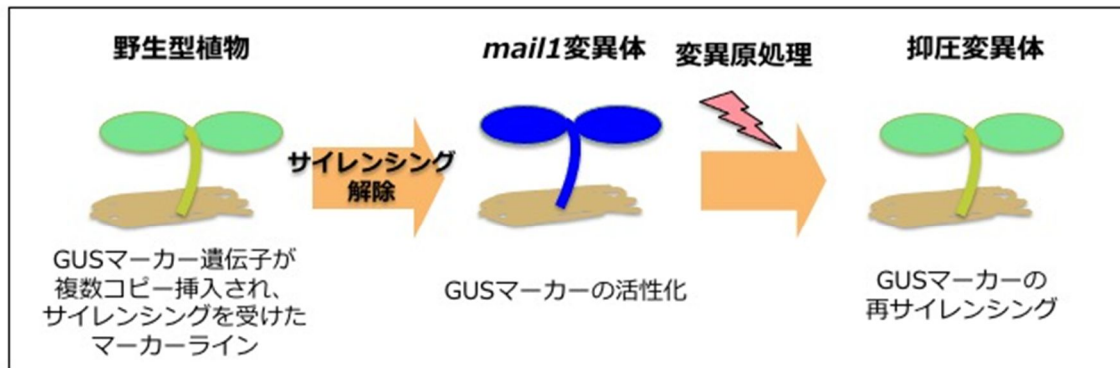 野生型植物
mail1変異体
変異原処理
抑圧変異体
サイレンシング
解除
GUSマーカー遺伝子が
複数コピー挿入され、
サイレンシングを受けた
マーカーライン
GUSマーカーの活性化
GUSマーカーの
再サイレンシング